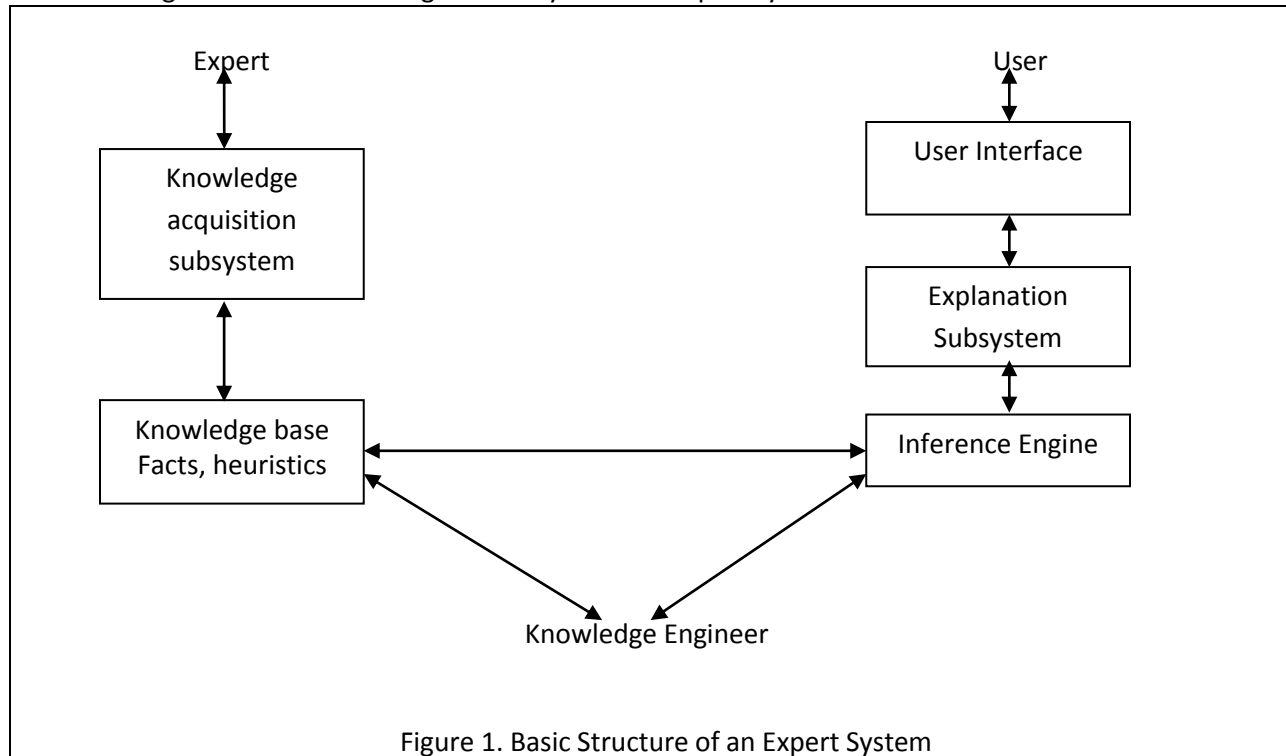 Expert
User
Knowledge
acquisition
subsystem
User Interface
Explanation
Subsystem
Knowledge base
Facts, heuristics
Inference Engine
Knowledge Engineer
Figure 1. Basic Structure of an Expert System